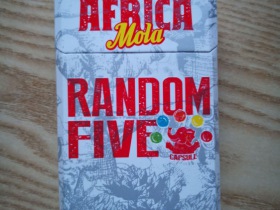 AFRICA
Mola
RANDOM
FIVE
CAPSULE